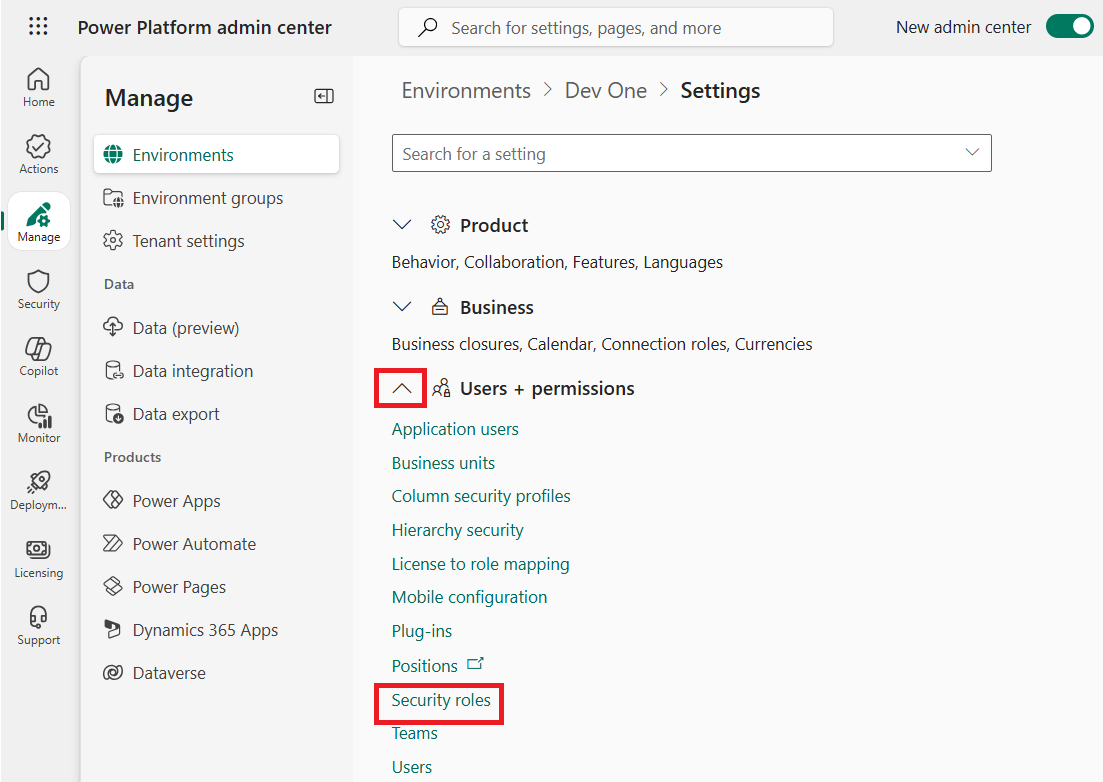 Power Platform admin center
Search for settings, pages, and more
New admin center
Home
Actions
Manage
Security
Copilot
Monitor
Deploym...
Licensing
Support
Manage
Environments
Environment groups
Tenant settings
Data
Data (preview)
Data integration
Data export
Products
Power Apps
Power Automate
Power Pages
Dynamics 365 Apps
Dataverse
Environments > Dev One > Settings
Search for a setting
Product
Behavior, Collaboration, Features, Languages
Business
Business closures, Calendar, Connection roles, Currencies
Users + permissions
Application users
Business units
Column security profiles
Hierarchy security
License to role mapping
Mobile configuration
Plug-ins
Positions
Security roles
Teams
Users